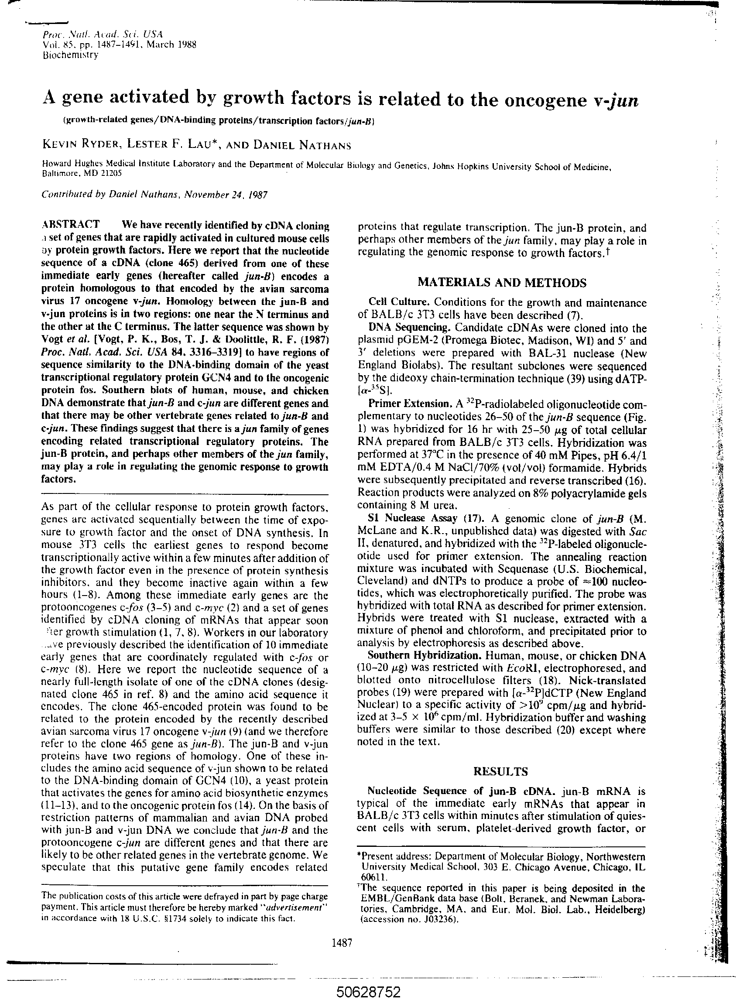 Proc. Natl. Acad. Sci. USA
Vol. 85, pp. 1487–1491, March 1988
Biochemistry
A gene activated by growth factors is related to the oncogene v-jun
(growth-related genes/DNA-binding proteins/transcription factors/jun-B)
KEVIN RYDER, LESTER F. LAU*, AND DANIEL NATHANS
Howard Hughes Medical Institute Laboratory and the Department of Molecular Biology and Genetics, Johns Hopkins University School of Medicine,
Baltimore, MD 21205
Contributed by Daniel Nathans, November 24, 1987
ABSTRACT We have recently identified by cDNA cloning
a set of genes that are rapidly activated in cultured mouse cells
by protein growth factors. Here we report that the nucleotide
sequence of a cDNA (clone 465) derived from one of these
immediate early genes (hereafter called jun-B) encodes a
protein homologous to that encoded by the avian sarcoma
virus 17 oncogene v-jun. Homology between the jun-B and
v-jun proteins is in two regions: one near the N terminus and
the other at the C terminus. The latter sequence was shown by
Vogt et al. [Vogt, P. K., Bos, T. J. & Doolittle, R. F. (1987)
Proc. Natl. Acad. Sci. USA 84, 3316–3319] to have regions of
sequence similarity to the DNA-binding domain of the yeast
transcriptional regulatory protein GCN4 and to the oncogenic
protein fos. Southern blots of human, mouse, and chicken
DNA demonstrate that jun-B and c-jun are different genes and
that there may be other vertebrate genes related to jun-B and
c-jun. These findings suggest that there is a jun family of genes
encoding related transcriptional regulatory proteins. The
jun-B protein, and perhaps other members of the jun family,
may play a role in regulating the genomic response to growth
factors.
As part of the cellular response to protein growth factors,
genes are activated sequentially between the time of expo-
sure to growth factor and the onset of DNA synthesis. In
mouse 3T3 cells the earliest genes to respond become
transcriptionally active within a few minutes after addition of
the growth factor even in the presence of protein synthesis
inhibitors, and they become inactive again within a few
hours (1–8). Among these immediate early genes are the
protooncogenes c-fos (3–5) and c-myc (2) and a set of genes
identified by cDNA cloning of mRNAs that appear soon
ter growth stimulation (1, 7, 8). Workers in our laboratory
ve previously described the identification of 10 immediate
early genes that are coordinately regulated with c-fos or
c-myc (8). Here we report the nucleotide sequence of a
nearly full-length isolate of one of the cDNA clones (desig-
nated clone 465 in ref. 8) and the amino acid sequence it
encodes. The clone 465-encoded protein was found to be
related to the protein encoded by the recently described
avian sarcoma virus 17 oncogene v-jun (9) (and we therefore
refer to the clone 465 gene as jun-B). The jun-B and v-jun
proteins have two regions of homology. One of these in-
cludes the amino acid sequence of v-jun shown to be related
to the DNA-binding domain of GCN4 (10), a yeast protein
that activates the genes for amino acid biosynthetic enzymes
(11–13), and to the oncogenic protein fos (14). On the basis of
restriction patterns of mammalian and avian DNA probed
with jun-B and v-jun DNA we conclude that jun-B and the
protooncogene c-jun are different genes and that there are
likely to be other related genes in the vertebrate genome. We
speculate that this putative gene family encodes related
The publication costs of this article were defrayed in part by page charge
payment. This article must therefore be hereby marked "advertisement"
in accordance with 18 U.S.C. §1734 solely to indicate this fact.
proteins that regulate transcription. The jun-B protein, and
perhaps other members of the jun family, may play a role in
regulating the genomic response to growth factors.†
MATERIALS AND METHODS
Cell Culture. Conditions for the growth and maintenance
of BALB/c 3T3 cells have been described (7).
DNA Sequencing. Candidate cDNAs were cloned into the
plasmid pGEM-2 (Promega Biotec, Madison, WI) and 5′ and
3′ deletions were prepared with BAL-31 nuclease (New
England Biolabs). The resultant subclones were sequenced
by the dideoxy chain-termination technique (39) using dATP-
[α-³⁵S].
Primer Extension. A ³²P-radiolabeled oligonucleotide com-
plementary to nucleotides 26–50 of the jun-B sequence (Fig.
1) was hybridized for 16 hr with 25–50 μg of total cellular
RNA prepared from BALB/c 3T3 cells. Hybridization was
performed at 37°C in the presence of 40 mM Pipes, pH 6.4/1
mM EDTA/0.4 M NaCl/70% (vol/vol) formamide. Hybrids
were subsequently precipitated and reverse transcribed (16).
Reaction products were analyzed on 8% polyacrylamide gels
containing 8 M urea.
S1 Nuclease Assay (17). A genomic clone of jun-B (M.
McLane and K.R., unpublished data) was digested with Sac
II, denatured, and hybridized with the ³²P-labeled oligonucle-
otide used for primer extension. The annealing reaction
mixture was incubated with Sequenase (U.S. Biochemical,
Cleveland) and dNTPs to produce a probe of ≈100 nucleo-
tides, which was electrophoretically purified. The probe was
hybridized with total RNA as described for primer extension.
Hybrids were treated with S1 nuclease, extracted with a
mixture of phenol and chloroform, and precipitated prior to
analysis by electrophoresis as described above.
Southern Hybridization. Human, mouse, or chicken DNA
(10–20 μg) was restricted with EcoRI, electrophoresed, and
blotted onto nitrocellulose filters (18). Nick-translated
probes (19) were prepared with [α-³²P]dCTP (New England
Nuclear) to a specific activity of >10⁹ cpm/μg and hybrid-
ized at 3–5 × 10⁶ cpm/ml. Hybridization buffer and washing
buffers were similar to those described (20) except where
noted in the text.
RESULTS
Nucleotide Sequence of jun-B cDNA. jun-B mRNA is
typical of the immediate early mRNAs that appear in
BALB/c 3T3 cells within minutes after stimulation of quies-
cent cells with serum, platelet-derived growth factor, or
*Present address: Department of Molecular Biology, Northwestern
University Medical School, 303 E. Chicago Avenue, Chicago, IL
60611.
†The sequence reported in this paper is being deposited in the
EMBL/GenBank data base (Bolt, Beranek, and Newman Labora-
tories, Cambridge, MA, and Eur. Mol. Biol. Lab., Heidelberg)
(accession no. J03236).
1487
50628752